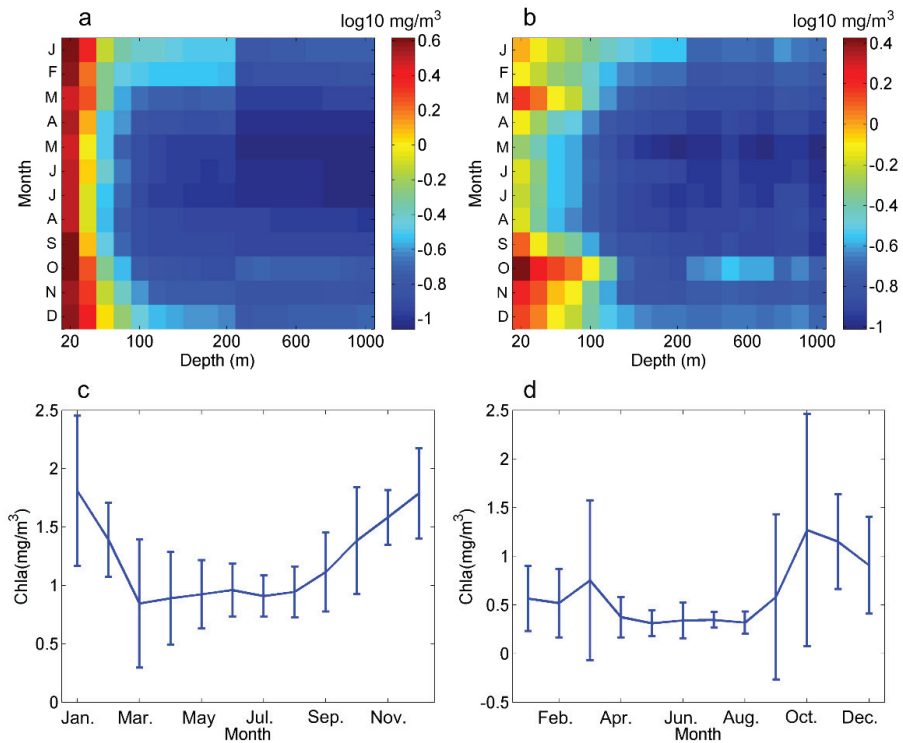 a
log10 mg/m³
b
log10 mg/m³
J
F
M
A
M
J
J
A
S
O
N
D
Month
20
100
200
600
1000
Depth (m)
0.6
0.4
0.2
0
-0.2
-0.4
-0.6
-0.8
-1
J
F
M
A
M
J
J
A
S
O
N
D
Month
20
100
200
600
1000
Depth (m)
0.4
0.2
0
-0.2
-0.4
-0.6
-0.8
-1
c
2.5
2
1.5
1
0.5
0
Chla(mg/m³)
Jan. Mar. May Jul. Sep. Nov.
Month
d
2.5
2
1.5
1
0.5
0
-0.5
Chla(mg/m³)
Feb. Apr. Jun. Aug. Oct. Dec.
Month